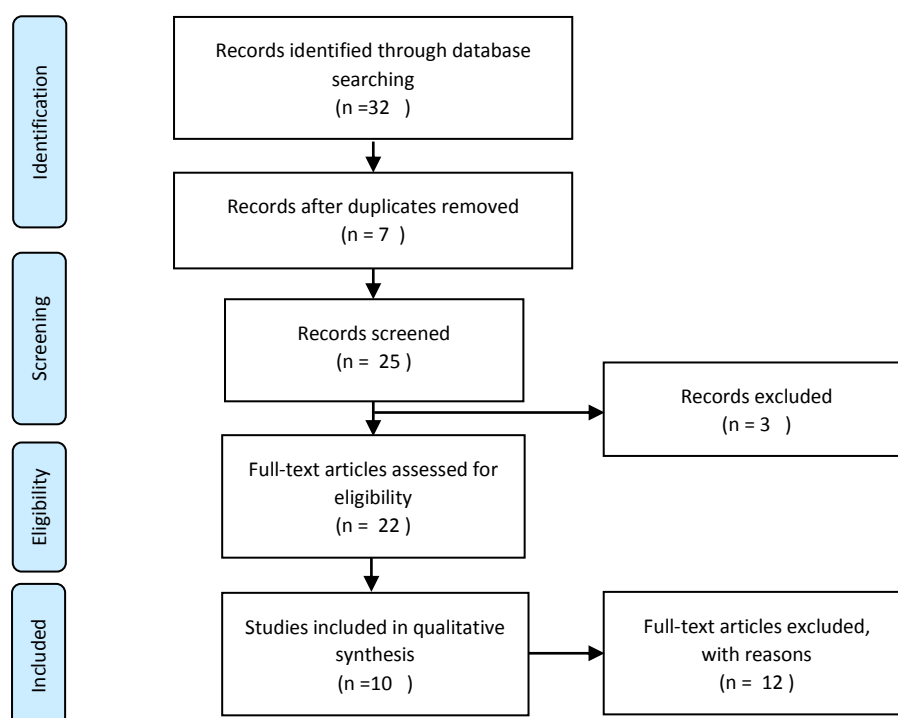 Identification
Records identified through database
searching
(n =32 )
Records after duplicates removed
(n = 7 )
Screening
Records screened
(n = 25 )
Records excluded
(n = 3 )
Eligibility
Full-text articles assessed for
eligibility
(n = 22 )
Included
Studies included in qualitative
synthesis
(n =10 )
Full-text articles excluded,
with reasons
(n = 12 )